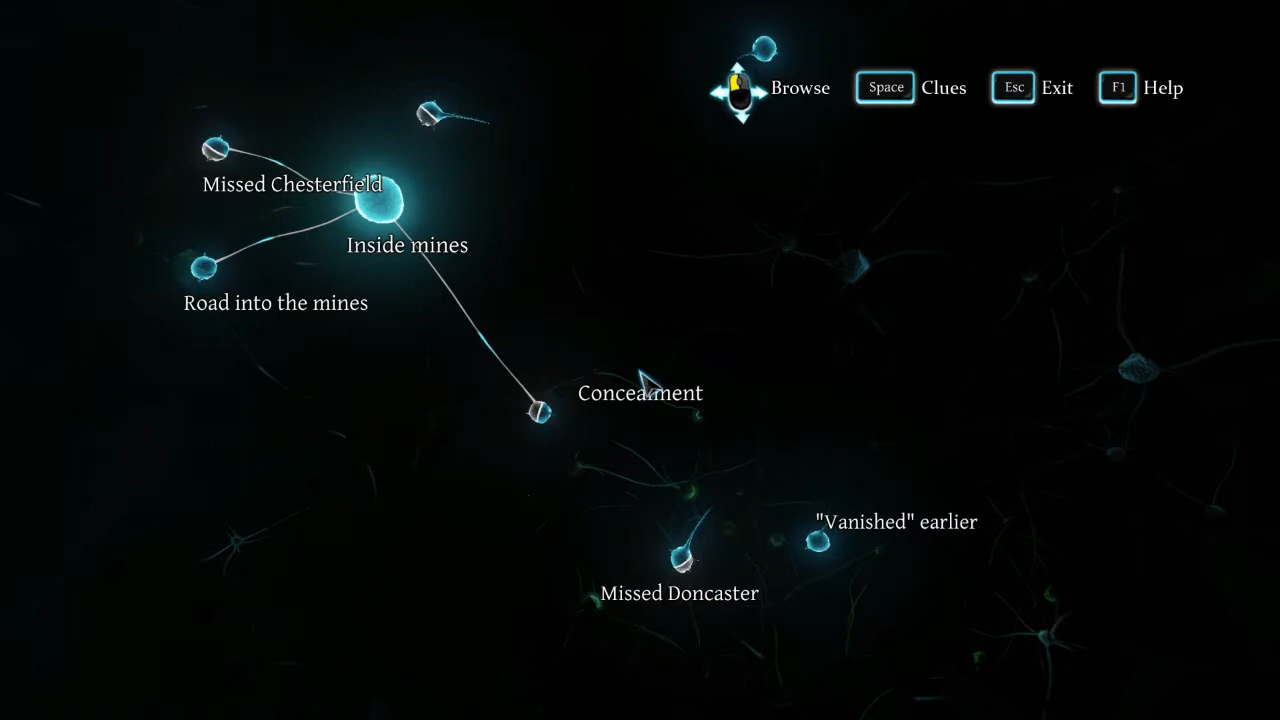 Browse
Space Clues
Esc Exit
F1 Help
Missed Chesterfield
Inside mines
Road into the mines
Concealment
"Vanished" earlier
Missed Doncaster